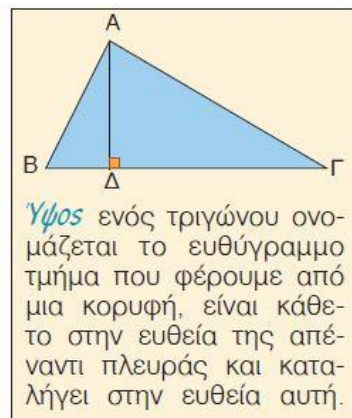 Α
Β
Δ
Γ
Ύψος ενός τριγώνου ονο-
μάζεται το ευθύγραμμο
τμήμα που φέρουμε από
μια κορυφή, είναι κάθε-
το στην ευθεία της απέ-
ναντι πλευράς και κατα-
λήγει στην ευθεία αυτή.